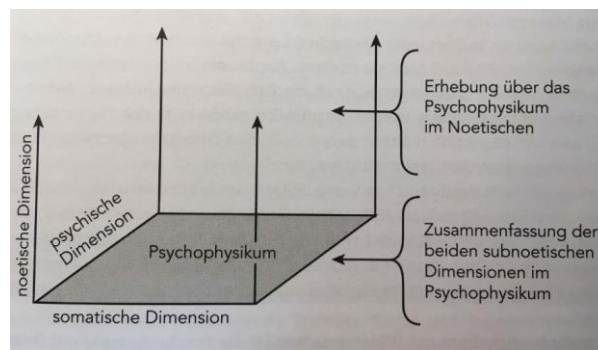 noetische Dimension
psychische
Dimension
Psychophysikum
somatische Dimension
Erhebung über das
Psychophysikum
im Noetischen
Zusammenfassung der
beiden subnoetischen
Dimensionen im
Psychophysikum